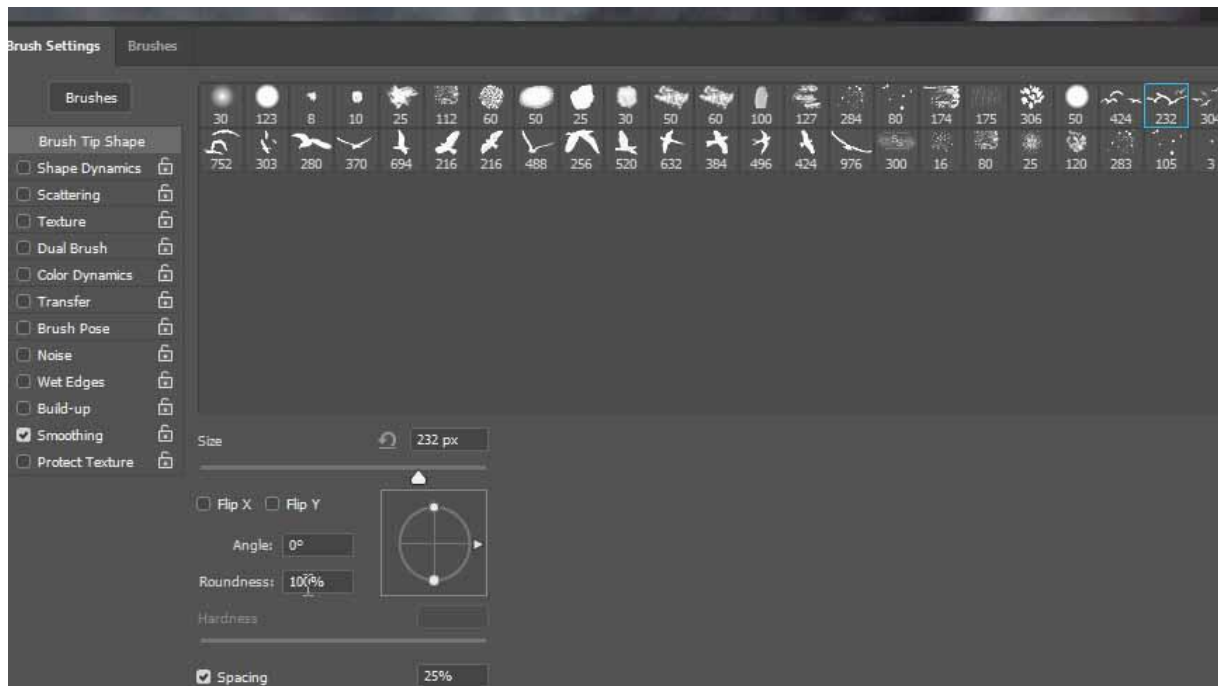 Brush Settings Brushes
Brushes
30 123 8 10 25 112 60 50 25 30 50 60 100 127 284 80 174 175 306 50 424 232 304
Brush Tip Shape
752 303 280 370 694 216 216 488 256 520 632 384 496 424 976 300 16 80 25 120 283 105 3
Shape Dynamics
Scattering
Texture
Dual Brush
Color Dynamics
Transfer
Brush Pose
Noise
Wet Edges
Build-up
Smoothing
Protect Texture
Size 232 px
Flip X Flip Y
Angle: 0°
Roundness: 100%
Hardness
Spacing 25%